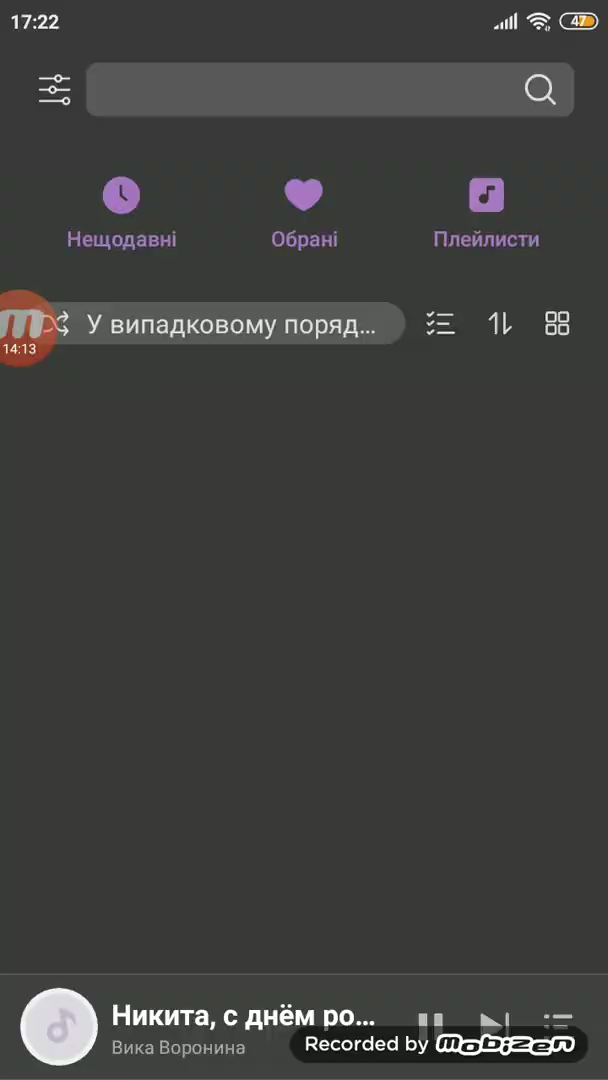 17:22
47
Нещодавні
Обрані
Плейлисти
У випадковому поряд...
14:13
Никита, с днём ро...
Вика Воронина
Recorded by mobizen